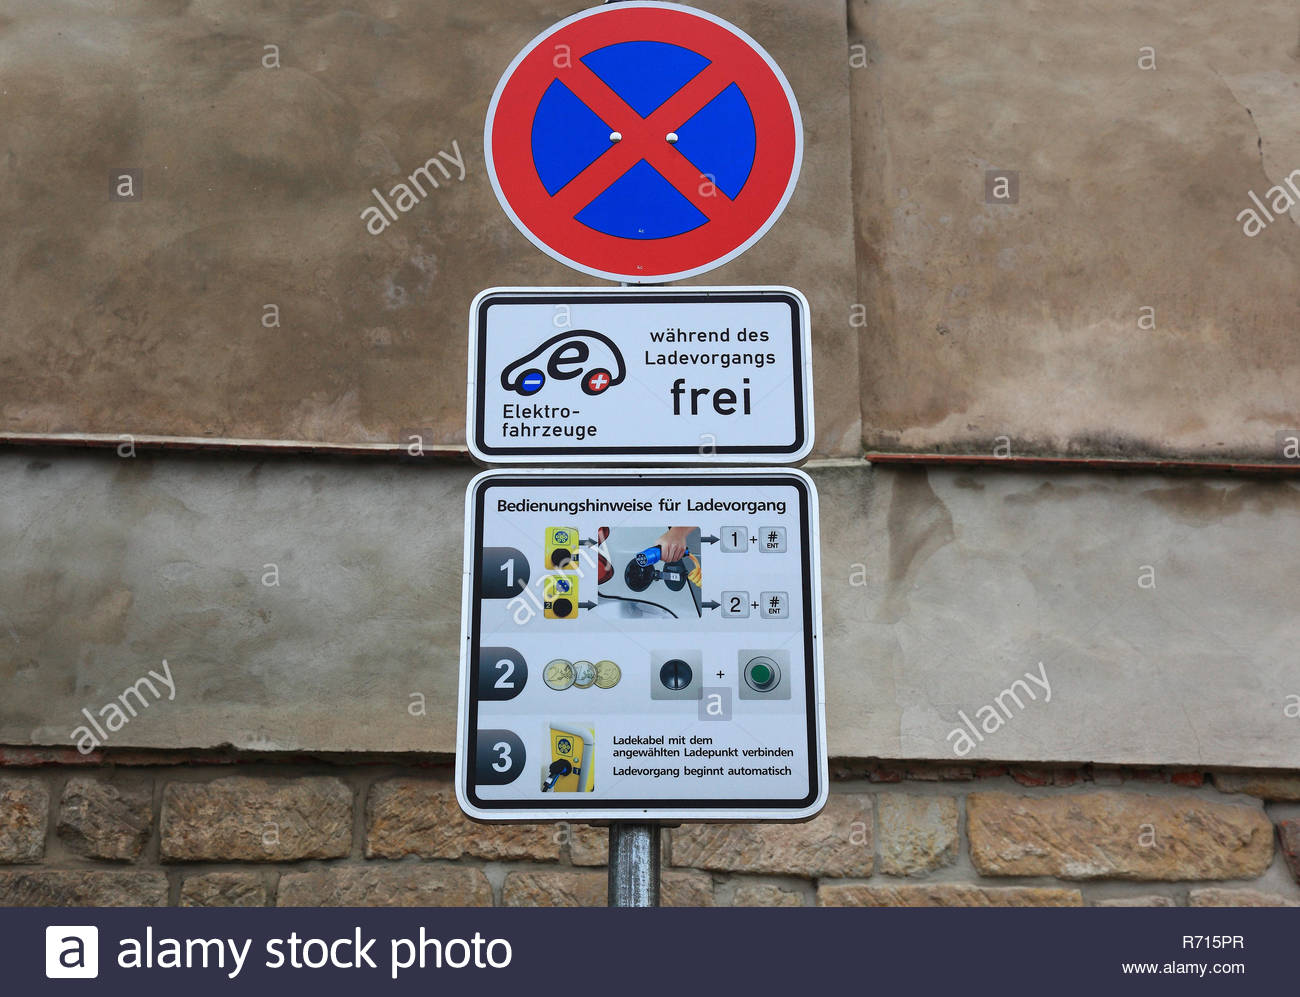 während des
Ladevorgangs
frei
Elektro-
fahrzeuge
Bedienungshinweise für Ladevorgang
1
1 + #
ENT
2 + #
ENT
2
+
3
Ladekabel mit dem
angewählten Ladepunkt verbinden
Ladevorgang beginnt automatisch
a alamy stock photo
R715PR
www.alamy.com